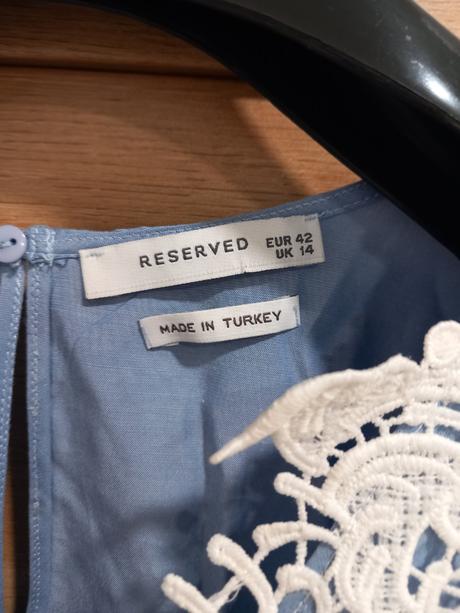 RESERVED
EUR 42
UK 14
MADE IN TURKEY